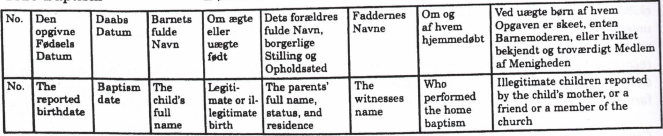 No.
Den
opgivne
Fødsels
Datum
Daabs
Datum
Barnets
fulde
Navn
Om ægte
eller
uægte
født
Dets forældres
fulde Navn,
borgerlige
Stilling og
Opholdssted
Faddernes
Navne
Om og
af hvem
hjemmedøbt
Ved uægte børn af hvem
Opgaven er skeet, enten
Barnemoderen, eller hvilket
bekjendt og troværdigt Medlem
af Menigheden
No.
The
reported
birthdate
Baptism
date
The
child's
full
name
Legiti-
mate or il-
legitimate
birth
The parents'
full name,
status, and
residence
The
witnesses
name
Who
performed
the home
baptism
Illegitimate children reported
by the child's mother, or a
friend or a member of the
church